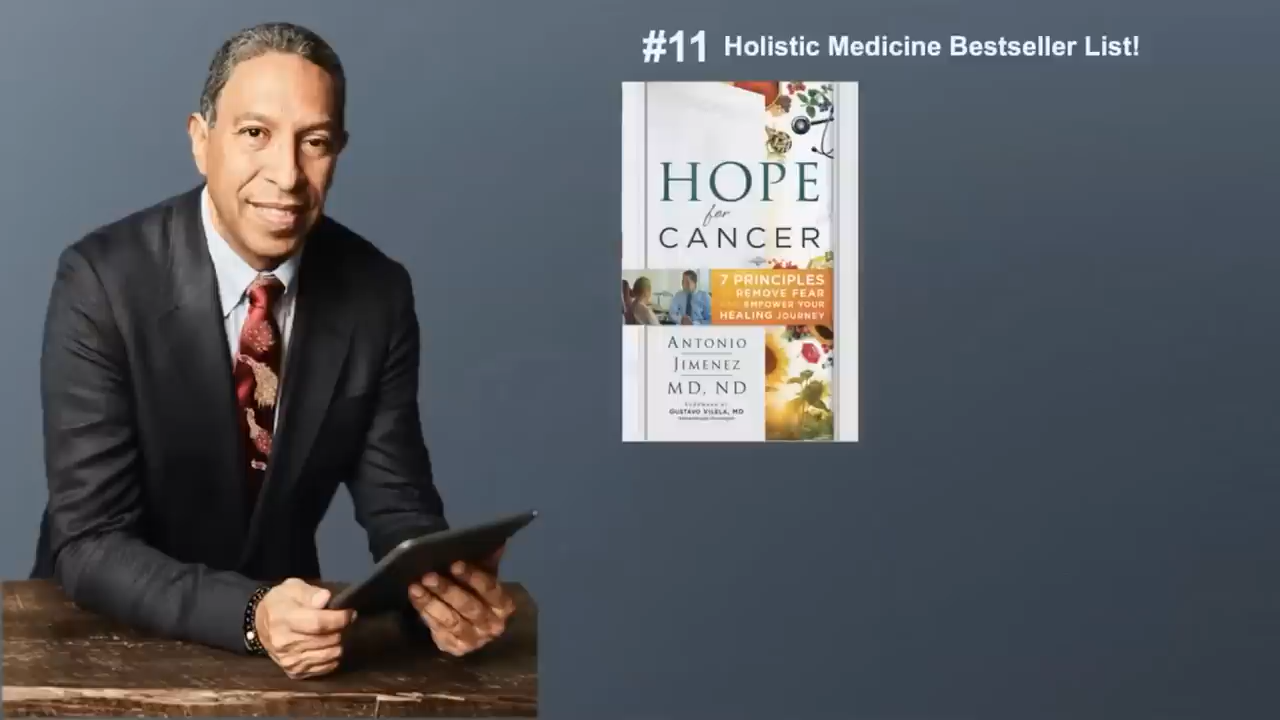 #11 Holistic Medicine Bestseller List!
HOPE
for
CANCER
7 PRINCIPLES
REMOVE FEAR
EMPOWER YOUR
HEALING JOURNEY
ANTONIO
JIMENEZ
MD, ND
GUSTAVO VILELA, MD